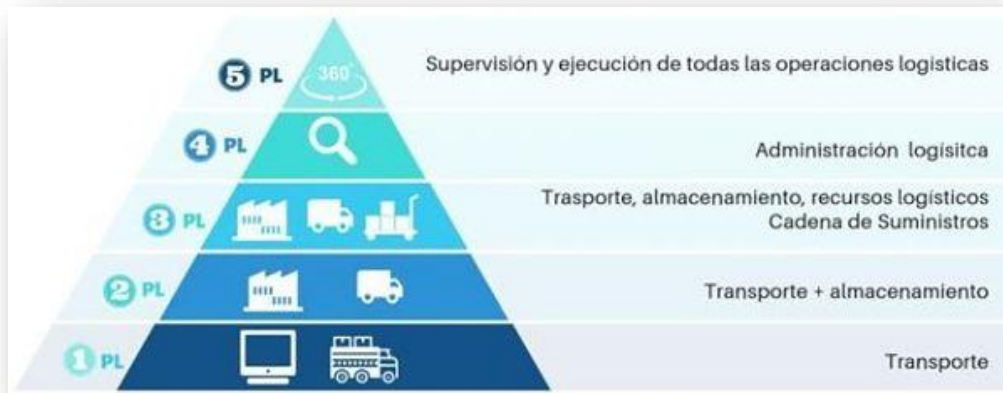 5 PL
360°
Supervisión y ejecución de todas las operaciones logísticas
4 PL
Administración logísitca
3 PL
Trasporte, almacenamiento, recursos logísticos
Cadena de Suministros
2 PL
Transporte + almacenamiento
1 PL
Transporte